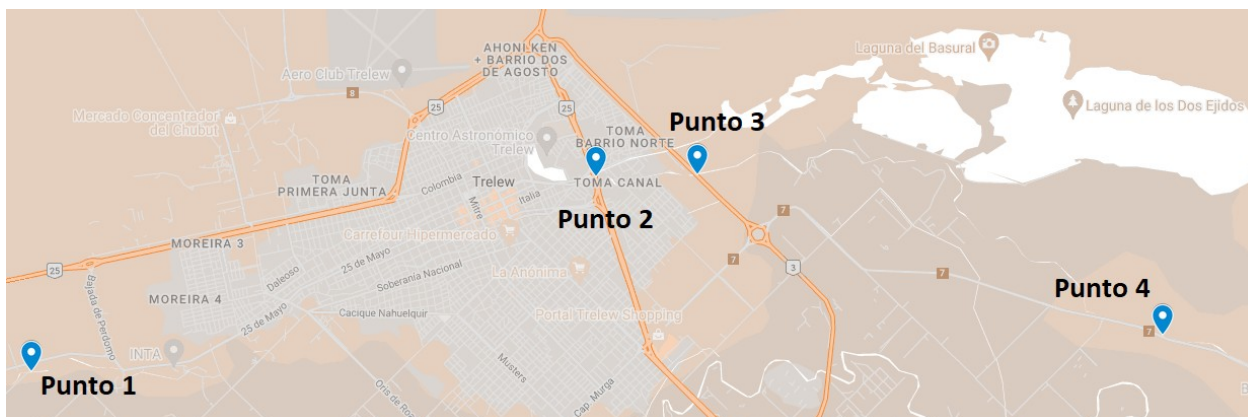 AHONI KEN
+ BARRIO DOS
DE AGOSTO
Laguna del Basural
Aero Club Trelew
8
25
25
Laguna de los Dos Ejidos
Mercado Concentrador
del Chubut
Centro Astronómico
Trelew
TOMA
BARRIO NORTE
Punto 3
TOMA
PRIMERA JUNTA
Colombia
Trelew
TOMA CANAL
Italia
Mitre
Punto 2
7
Carrefour Hipermercado
MOREIRA 3
25 de Mayo
7
25
Daleoso
Soberanía Nacional
La Anónima
3
7
Bajada de Perdomo
MOREIRA 4
25 de Mayo
Cacique Nahuelquir
Portal Trelew Shopping
Punto 4
7
INTA
Punto 1
Musters
Cap. Murga